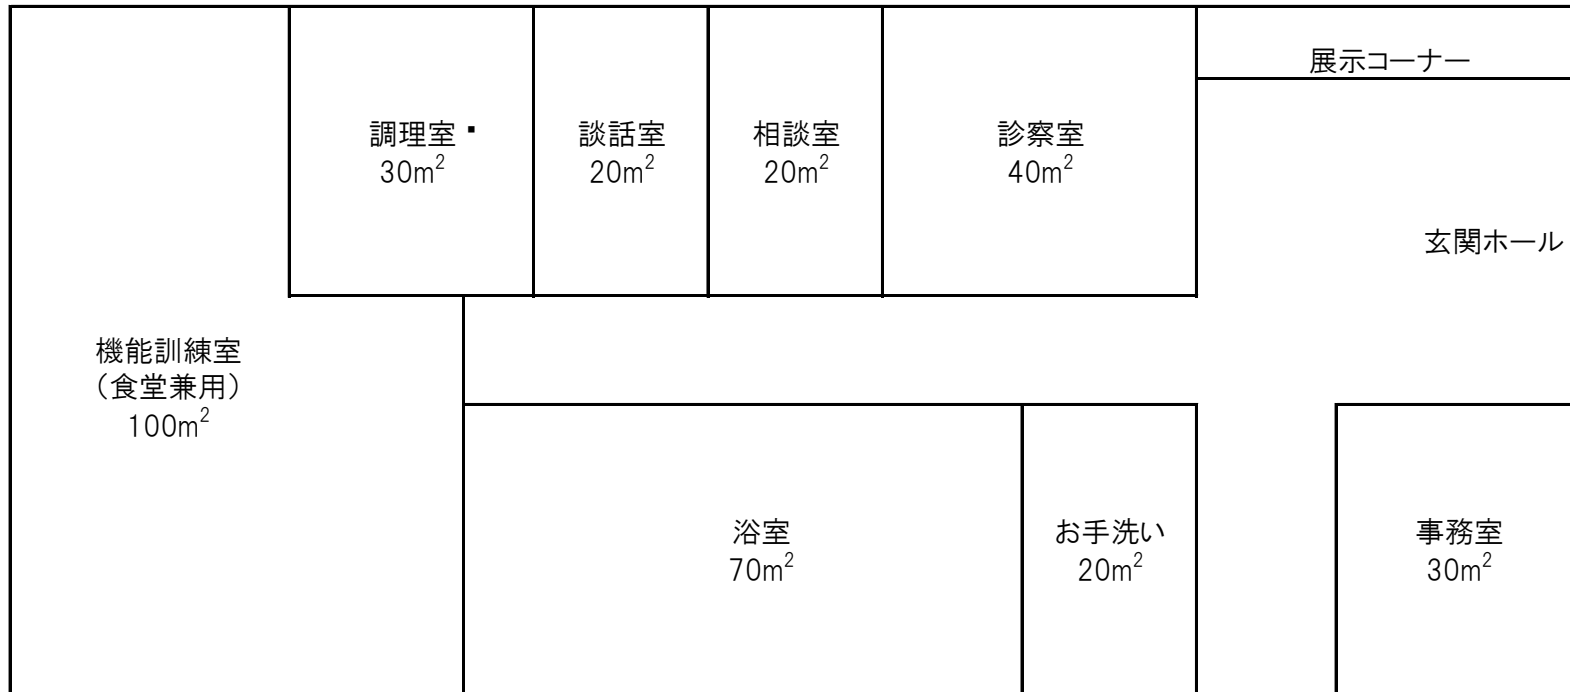 展示コーナー
調理室・
30m²
談話室
20m²
相談室
20m²
診察室
40m²
玄関ホール
機能訓練室
(食堂兼用)
100m²
浴室
70m²
お手洗い
20m²
事務室
30m²